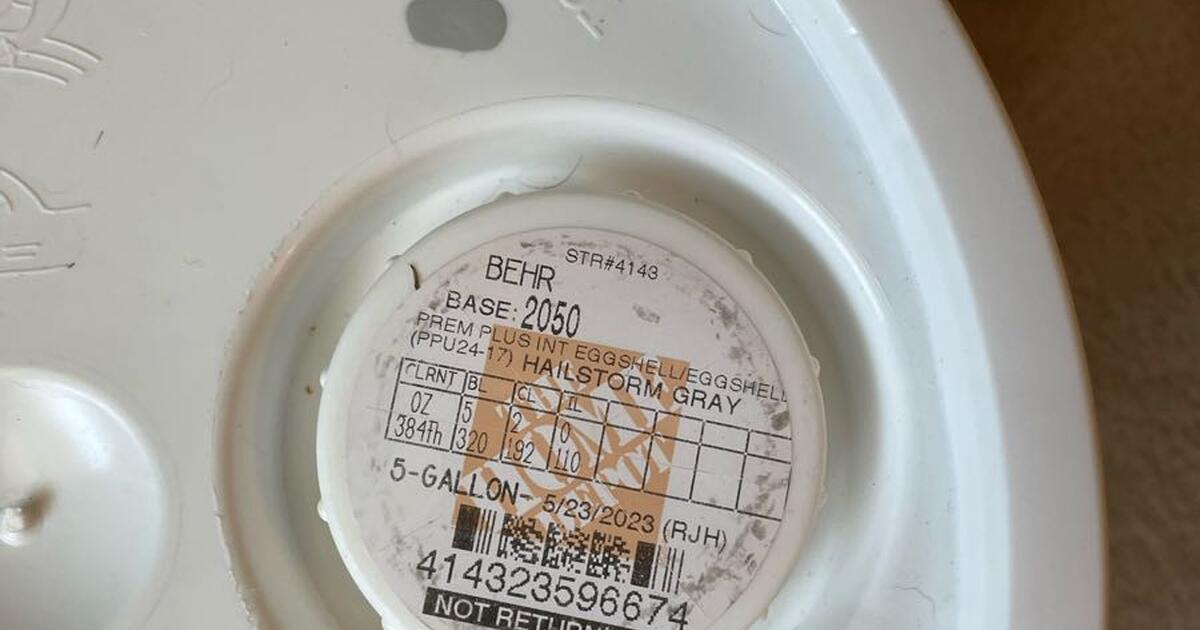 STR#4143
BEHR
BASE: 2050
PREM PLUS INT EGGSHELL/EGGSHELL
(PPU24-17) HAILSTORM GRAY
CLRNT BL CL IL
OZ 5 2 0
384Th 320 192 110
5-GALLON- 5/23/2023 (RJH)
414323596674
NOT